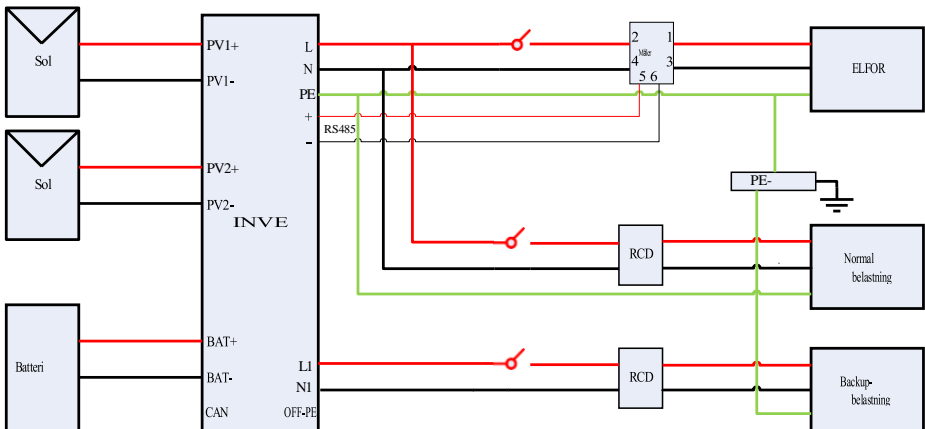 Sol
PV1+
PV1-
Sol
PV2+
PV2-
INVE
Batteri
BAT+
BAT-
CAN
OFF-PE
L
N
PE
+
RS485
-
L1
N1
2
1
4
3
5 6
ELFOR
PE-
RCD
Normal
belastning
RCD
Backup-
belastning